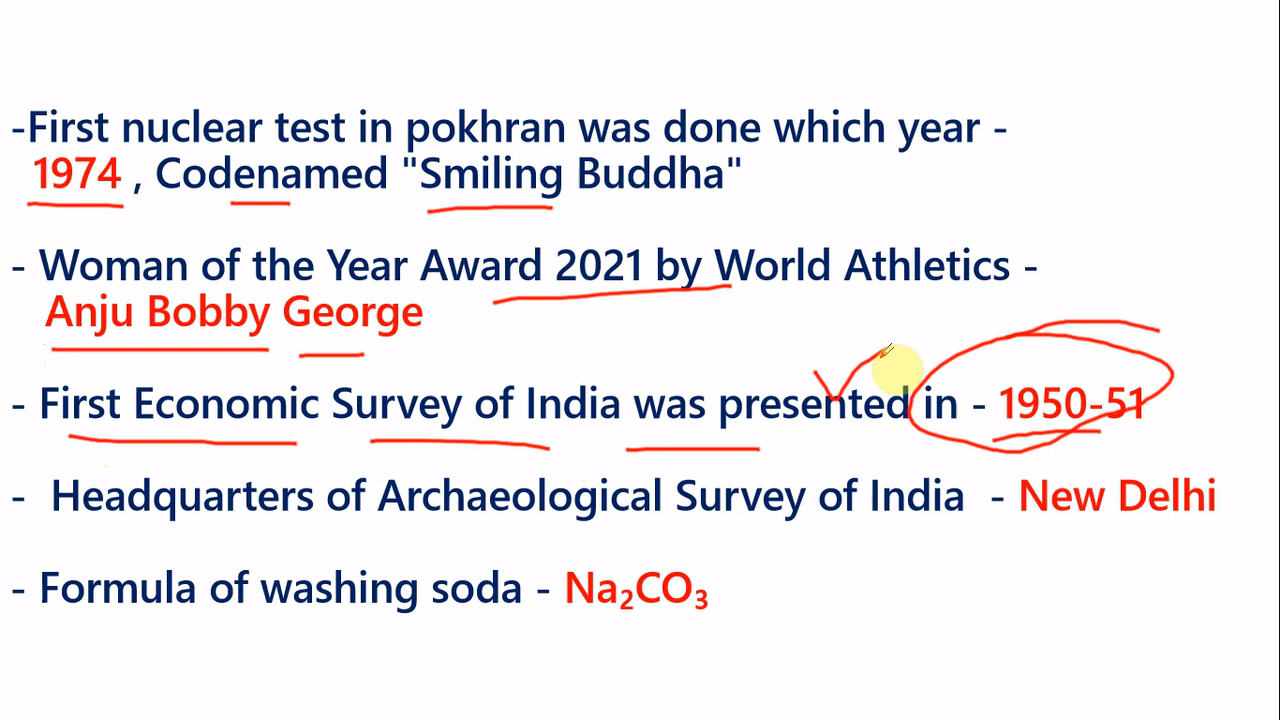 -First nuclear test in pokhran was done which year -
1974 , Codenamed "Smiling Buddha"
- Woman of the Year Award 2021 by World Athletics -
Anju Bobby George
- First Economic Survey of India was presented in - 1950-51
- Headquarters of Archaeological Survey of India - New Delhi
- Formula of washing soda - Na₂CO₃